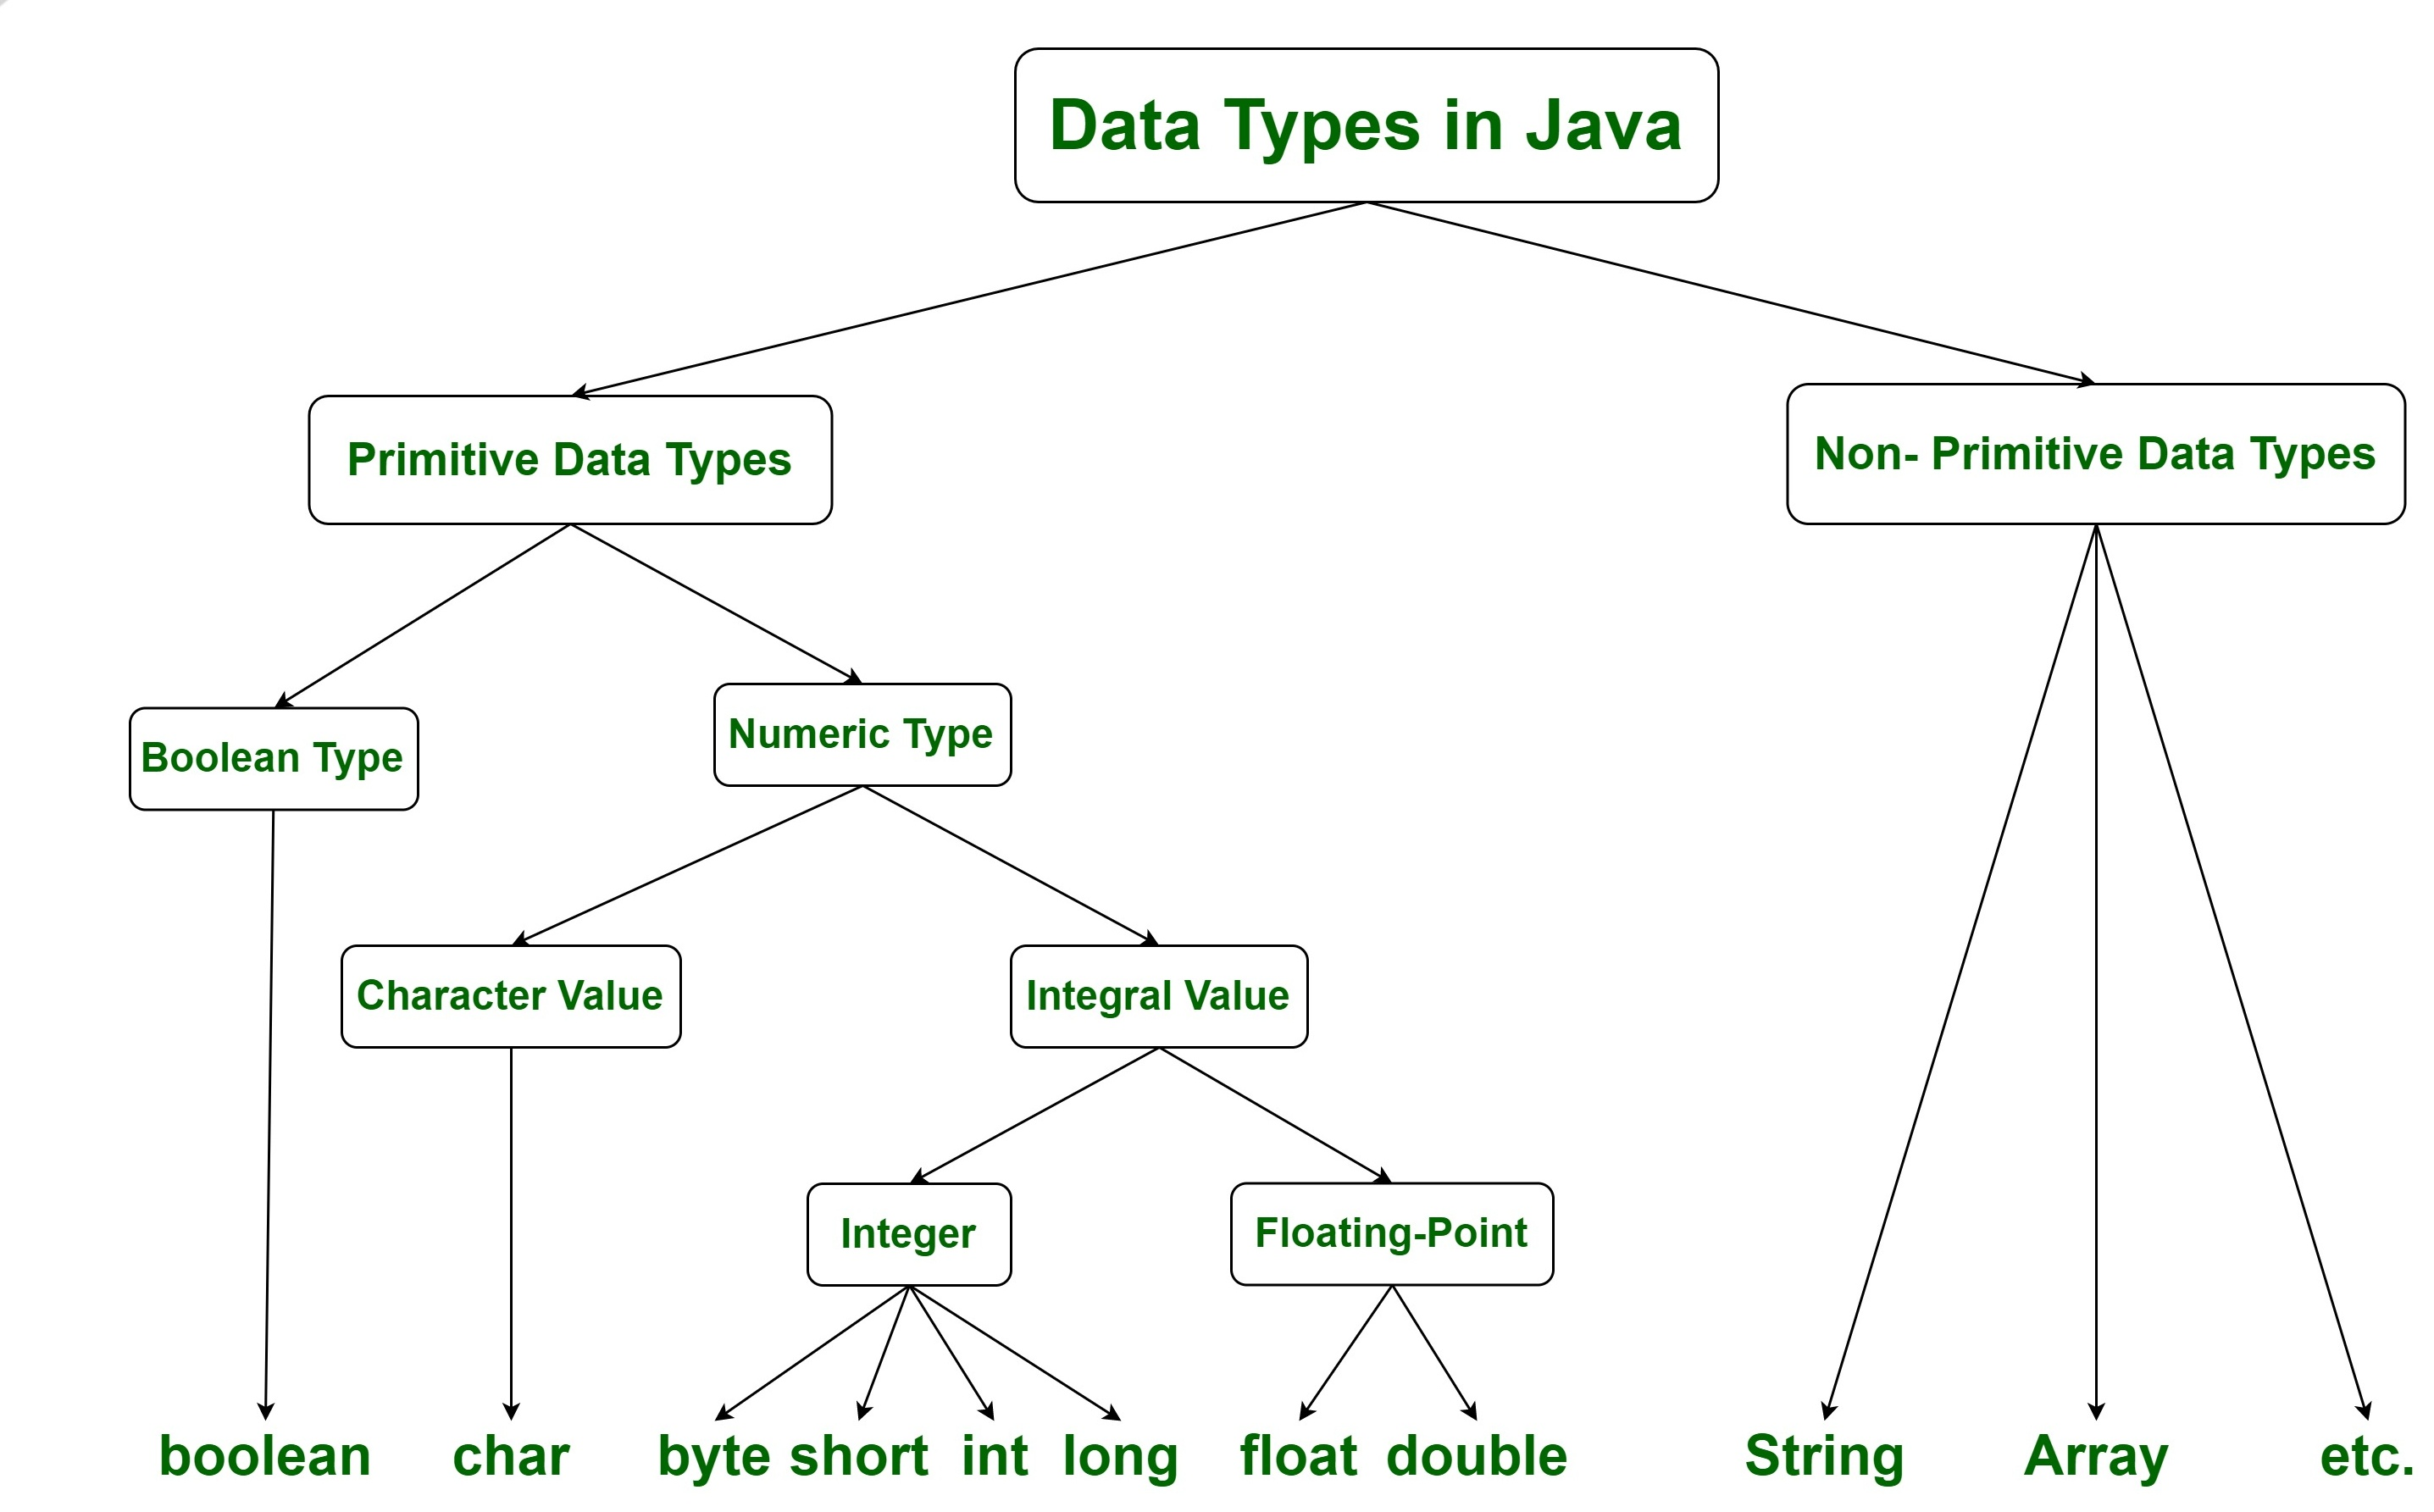 Data Types in Java
Primitive Data Types
Non- Primitive Data Types
Boolean Type
Numeric Type
Character Value
Integral Value
Integer
Floating-Point
boolean
char
byte
short
int
long
float
double
String
Array
etc.